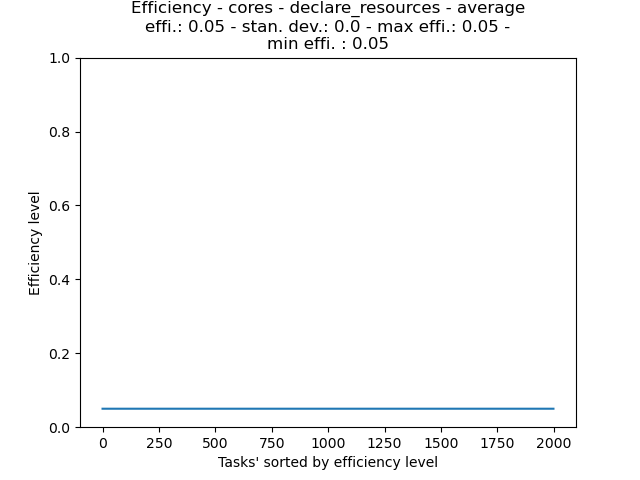 Efficiency - cores - declare_resources - average
effi.: 0.05 - stan. dev.: 0.0 - max effi.: 0.05 -
min effi. : 0.05
1.0
0.8
0.6
0.4
0.2
0.0
Efficiency level
0 250 500 750 1000 1250 1500 1750 2000
Tasks' sorted by efficiency level